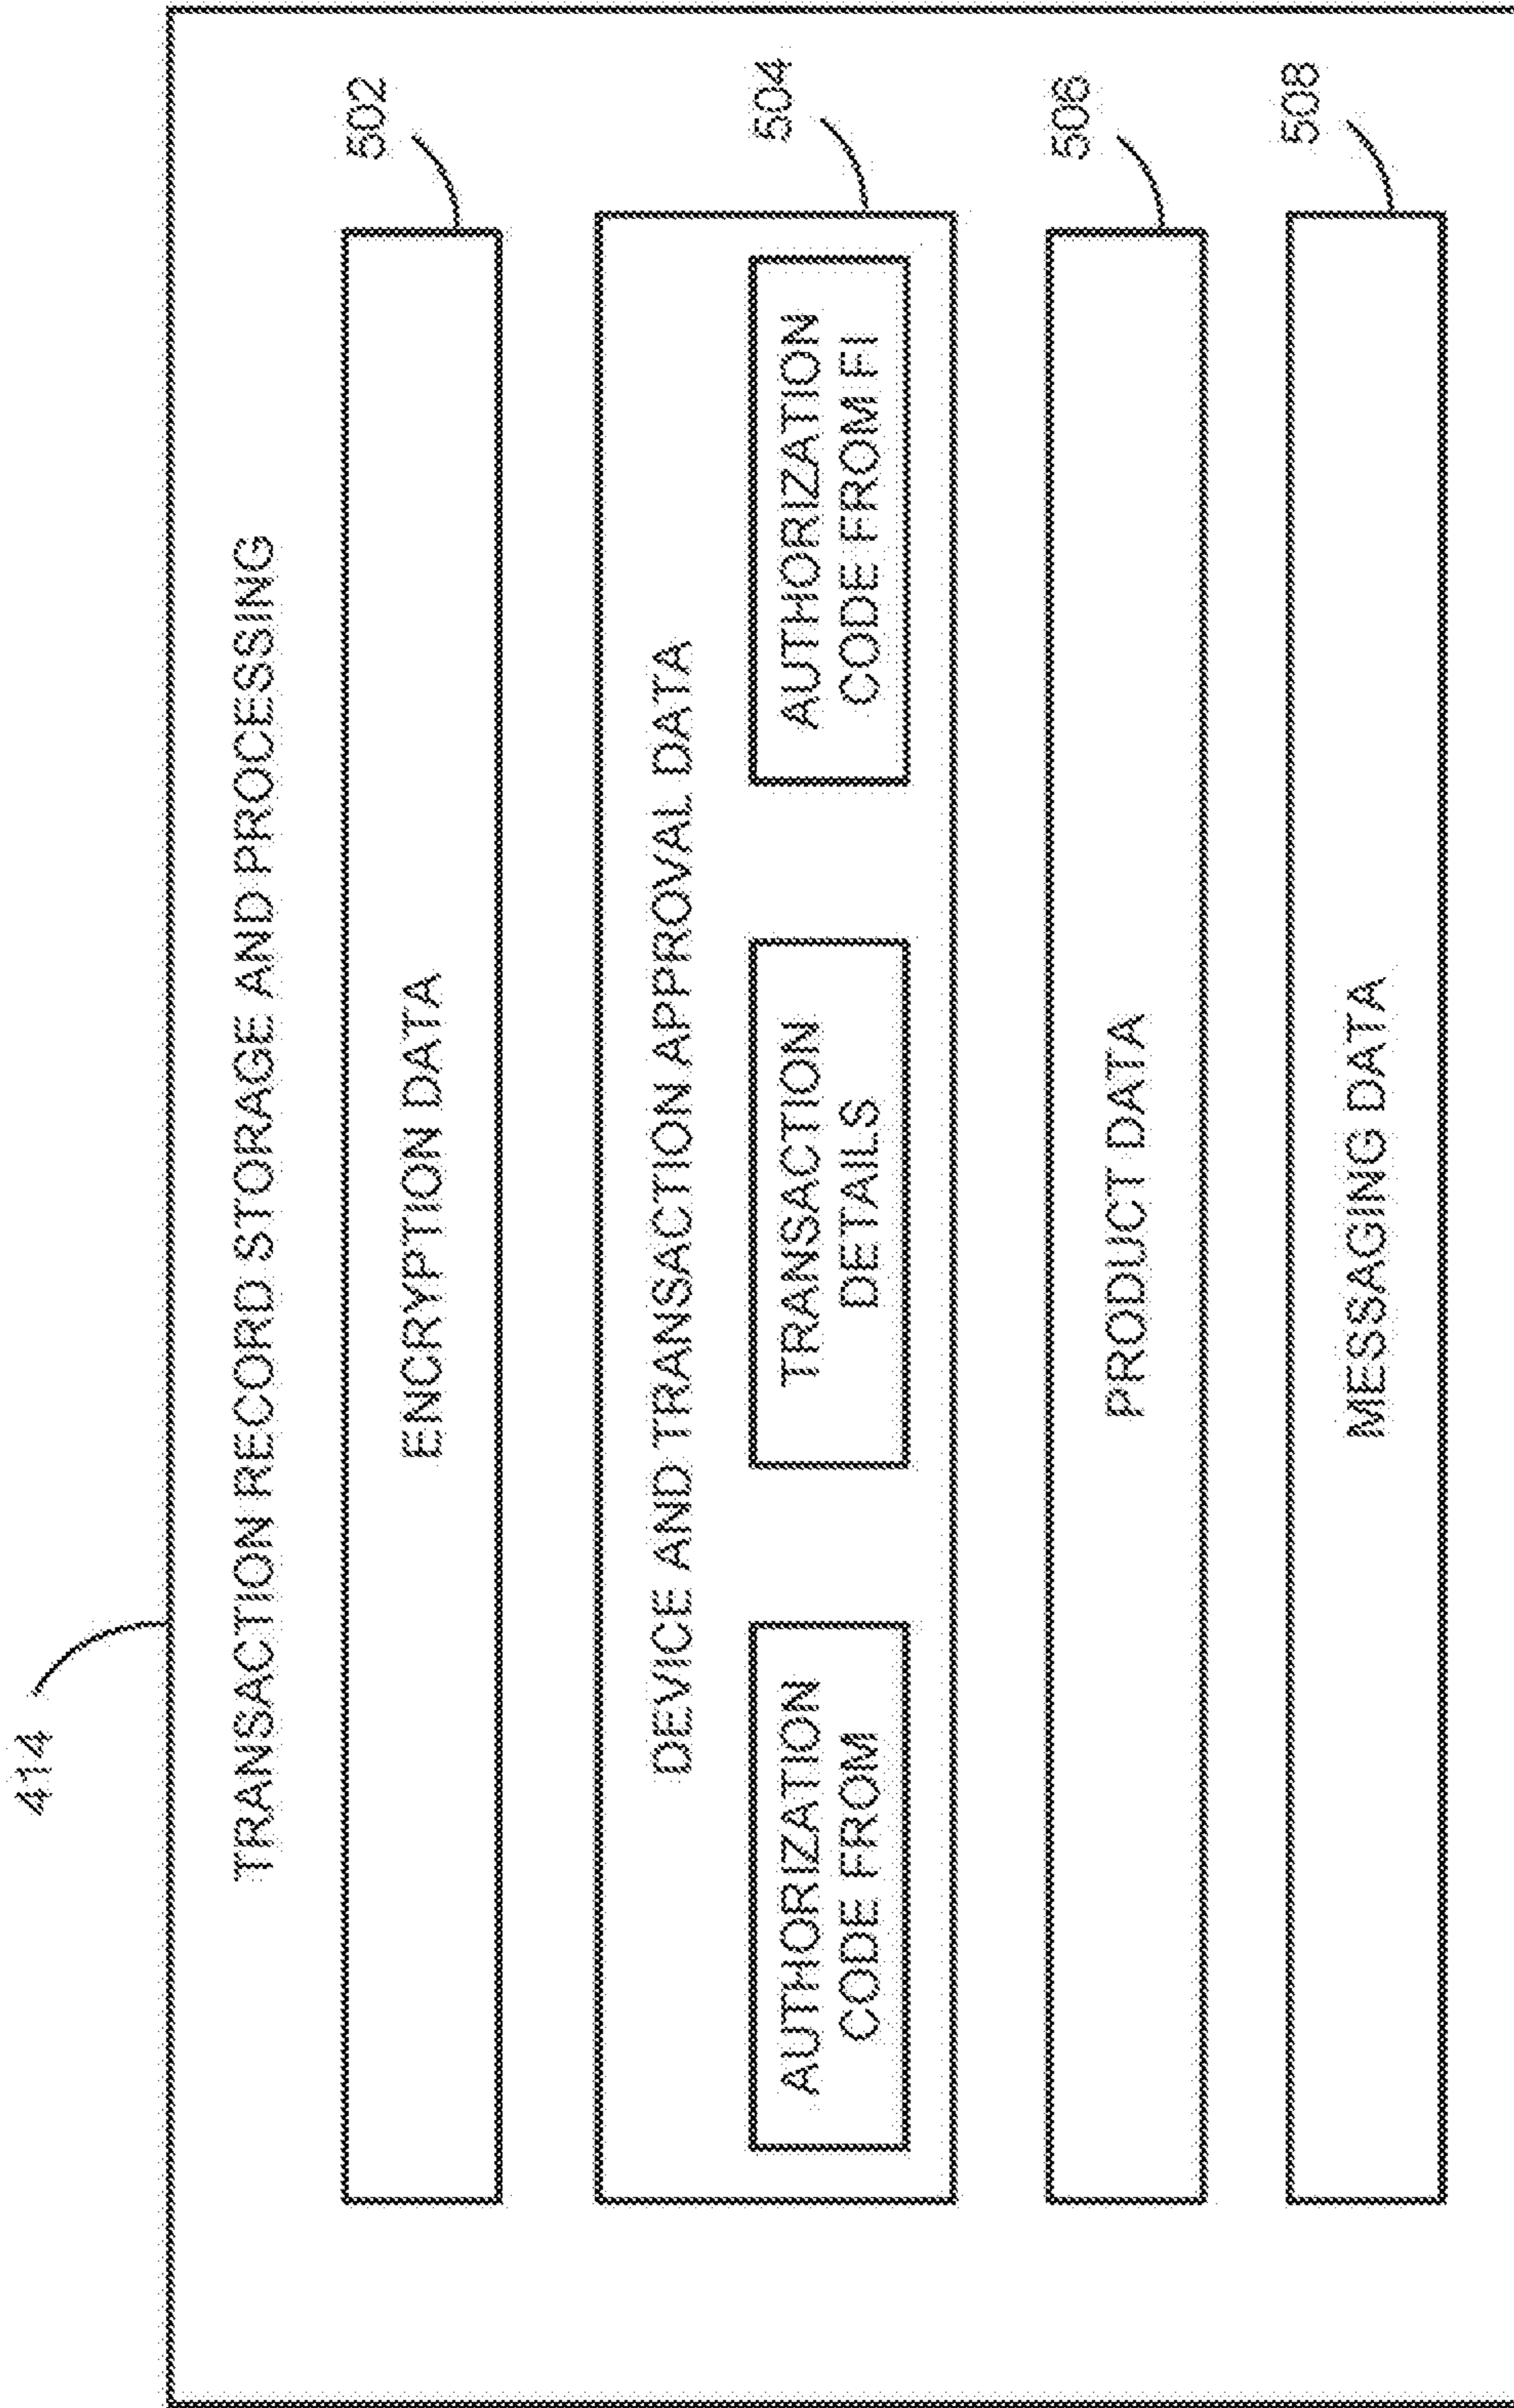 414
TRANSACTION RECORD STORAGE AND PROCESSING
502
ENCRYPTION DATA
504
DEVICE AND TRANSACTION APPROVAL DATA
AUTHORIZATION
CODE FROM
TRANSACTION
DETAILS
AUTHORIZATION
CODE FROM FI
506
PRODUCT DATA
508
MESSAGING DATA